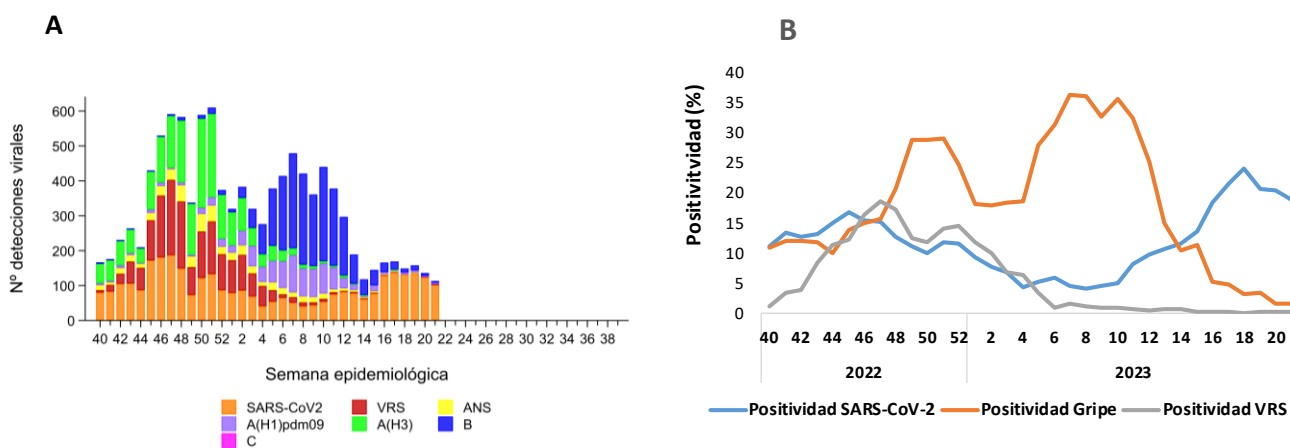 A
Nº detecciones virales
600
500
400
300
200
100
0
40 42 44 46 48 50 52 2 4 6 8 10 12 14 16 18 20 22 24 26 28 30 32 34 36 38
Semana epidemiológica
SARS-CoV2 VRS ANS
A(H1)pdm09 A(H3) B
C
B
Positivitvidad (%)
40
35
30
25
20
15
10
5
0
40 42 44 46 48 50 52 2 4 6 8 10 12 14 16 18 20
2022 2023
Positividad SARS-CoV-2 Positividad Gripe Positividad VRS